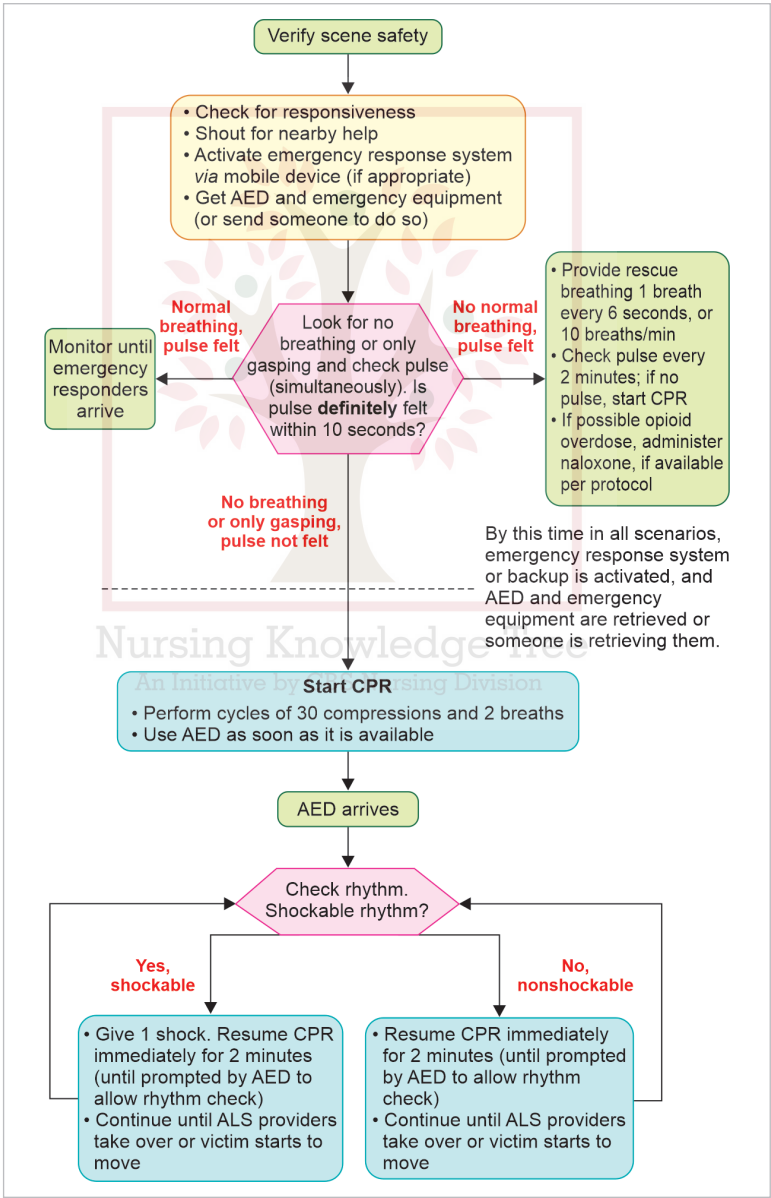 Verify scene safety
• Check for responsiveness
• Shout for nearby help
• Activate emergency response system
via mobile device (if appropriate)
• Get AED and emergency equipment
(or send someone to do so)
Normal
breathing,
pulse felt
Monitor until
emergency
responders
arrive
Look for no
breathing or only
gasping and check pulse
(simultaneously). Is
pulse definitely felt
within 10 seconds?
No normal
breathing,
pulse felt
• Provide rescue
breathing 1 breath
every 6 seconds, or
10 breaths/min
• Check pulse every
2 minutes; if no
pulse, start CPR
• If possible opioid
overdose, administer
naloxone, if available
per protocol
No breathing
or only gasping,
pulse not felt
By this time in all scenarios,
emergency response system
or backup is activated, and
AED and emergency
equipment are retrieved or
someone is retrieving them.
Nursing Knowledge Tree
An Initiative by CBS Nursing Division
Start CPR
• Perform cycles of 30 compressions and 2 breaths
• Use AED as soon as it is available
AED arrives
Check rhythm.
Shockable rhythm?
Yes,
shockable
No,
nonshockable
• Give 1 shock. Resume CPR
immediately for 2 minutes
(until prompted by AED to
allow rhythm check)
• Continue until ALS providers
take over or victim starts to
move
• Resume CPR immediately
for 2 minutes (until prompted
by AED to allow rhythm
check)
• Continue until ALS providers
take over or victim starts to
move